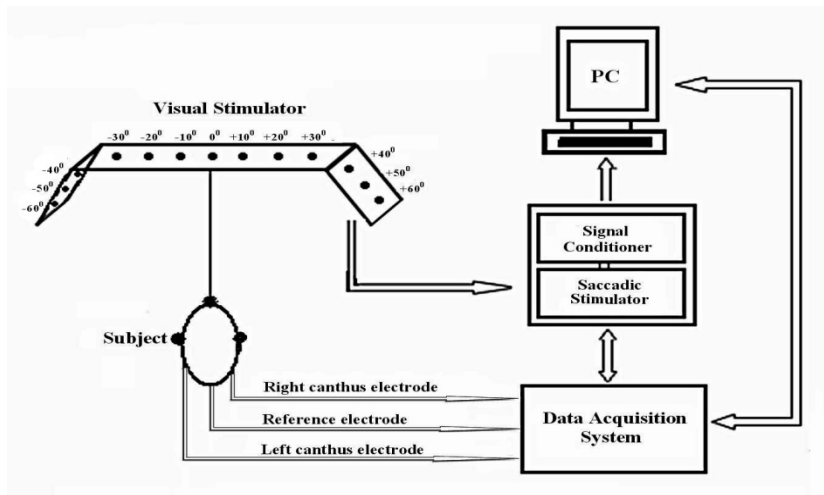 PC
Visual Stimulator
-30⁰ -20⁰ -10⁰ 0⁰ +10⁰ +20⁰ +30⁰
-40⁰
-50⁰
-60⁰
+40⁰
+50⁰
+60⁰
Signal
Conditioner
Saccadic
Stimulator
Subject
Right canthus electrode
Reference electrode
Left canthus electrode
Data Acquisition
System